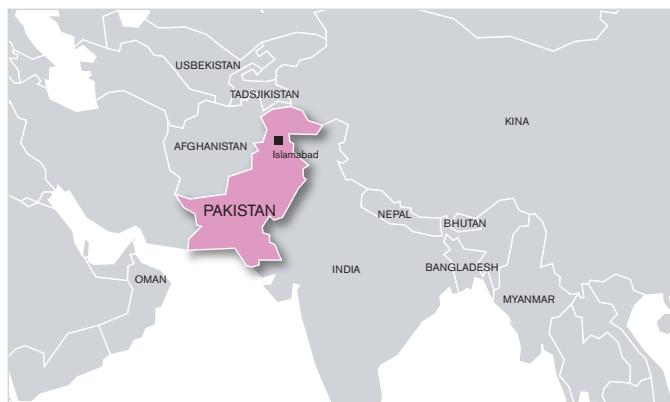 USBEKISTAN
TADSJIKISTAN
KINA
AFGHANISTAN
Islamabad
PAKISTAN
NEPAL
BHUTAN
INDIA
BANGLADESH
OMAN
MYANMAR